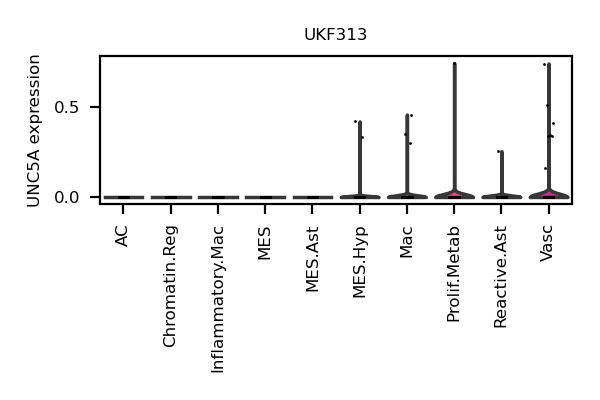 UKF313
UNC5A expression
0.5
0.0
AC
Chromatin.Reg
Inflammatory.Mac
MES
MES.Ast
MES.Hyp
Mac
Prolif.Metab
Reactive.Ast
Vasc